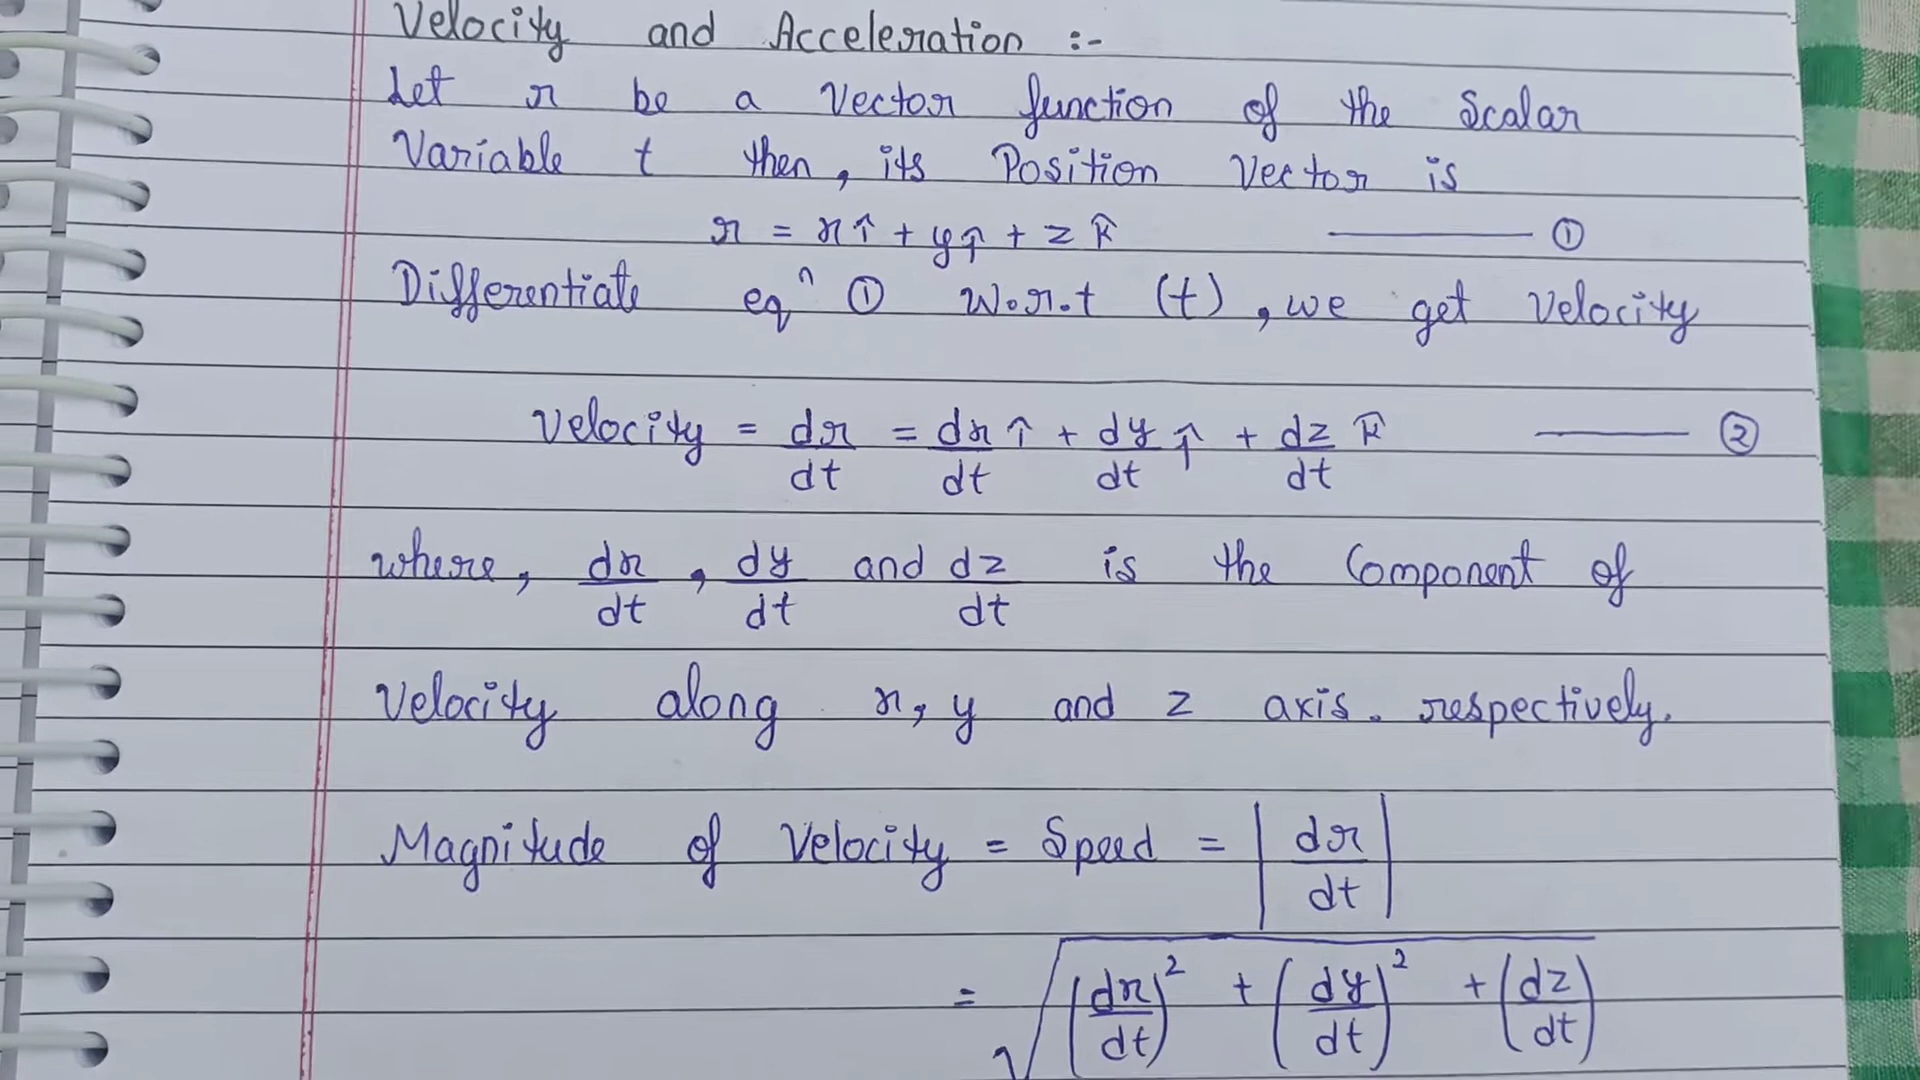 Velocity and Acceleration :-
Let r be a Vector function of the Scalar
Variable t then, its Position Vector is
r = xî + yĵ + z k̂ ——— ①
Differentiate eqⁿ ① W.r.t (t), we get Velocity
Velocity = dr/dt = dx/dt î + dy/dt ĵ + dz/dt k̂ ——— ②
where, dx/dt, dy/dt and dz/dt is the Component of
Velocity along x, y and z axis. respectively.
Magnitude of Velocity = Speed = |dr/dt|
= √(dx/dt)² + (dy/dt)² + (dz/dt)